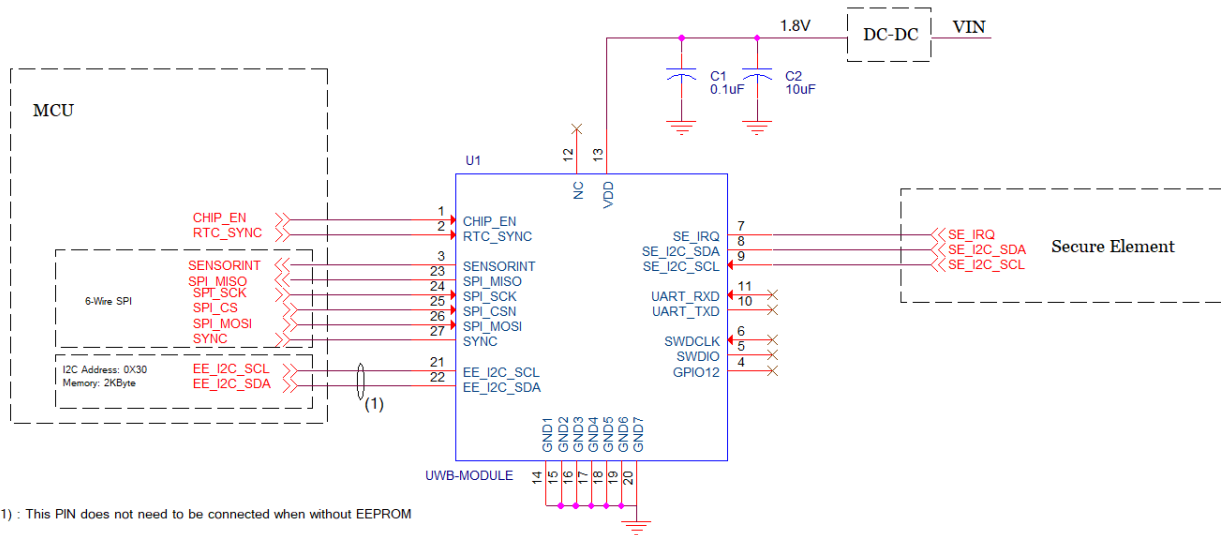 1.8V
DC-DC
VIN
C1
0.1uF
C2
10uF
MCU
U1
12
13
NC
VDD
CHIP_EN
1
CHIP_EN
RTC_SYNC
2
RTC_SYNC
SENSORINT
3
SENSORINT
SPI_MISO
23
SPI_MISO
SPI_SCK
24
SPI_SCK
6-Wire SPI
SPI_CS
25
SPI_CSN
SPI_MOSI
26
SPI_MOSI
SYNC
27
SYNC
I2C Address: 0X30
Memory: 2KByte
EE_I2C_SCL
21
EE_I2C_SCL
EE_I2C_SDA
22
EE_I2C_SDA
(1)
SE_IRQ
7
SE_IRQ
SE_I2C_SDA
8
SE_I2C_SDA
SE_I2C_SCL
9
SE_I2C_SCL
Secure Element
UART_RXD
11
UART_TXD
10
SWDCLK
6
SWDIO
5
GPIO12
4
GND1
GND2
GND3
GND4
GND5
GND6
GND7
UWB-MODULE
14
15
16
17
18
19
20
1) : This PIN does not need to be connected when without EEPROM